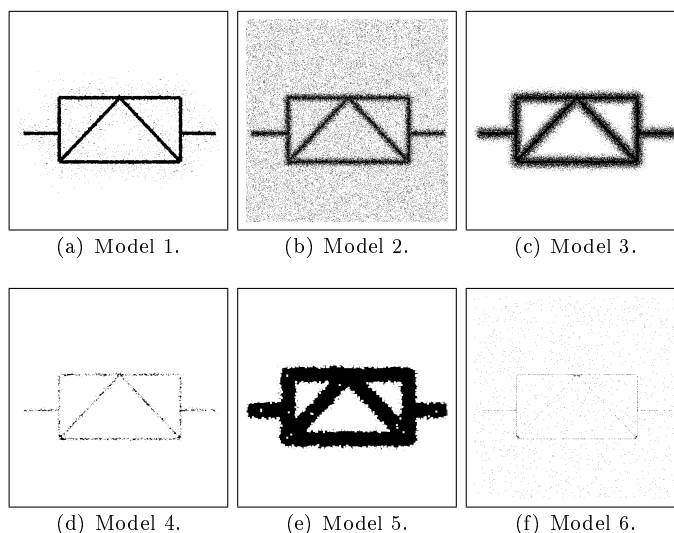 (a) Model 1.
(b) Model 2.
(c) Model 3.
(d) Model 4.
(e) Model 5.
(f) Model 6.